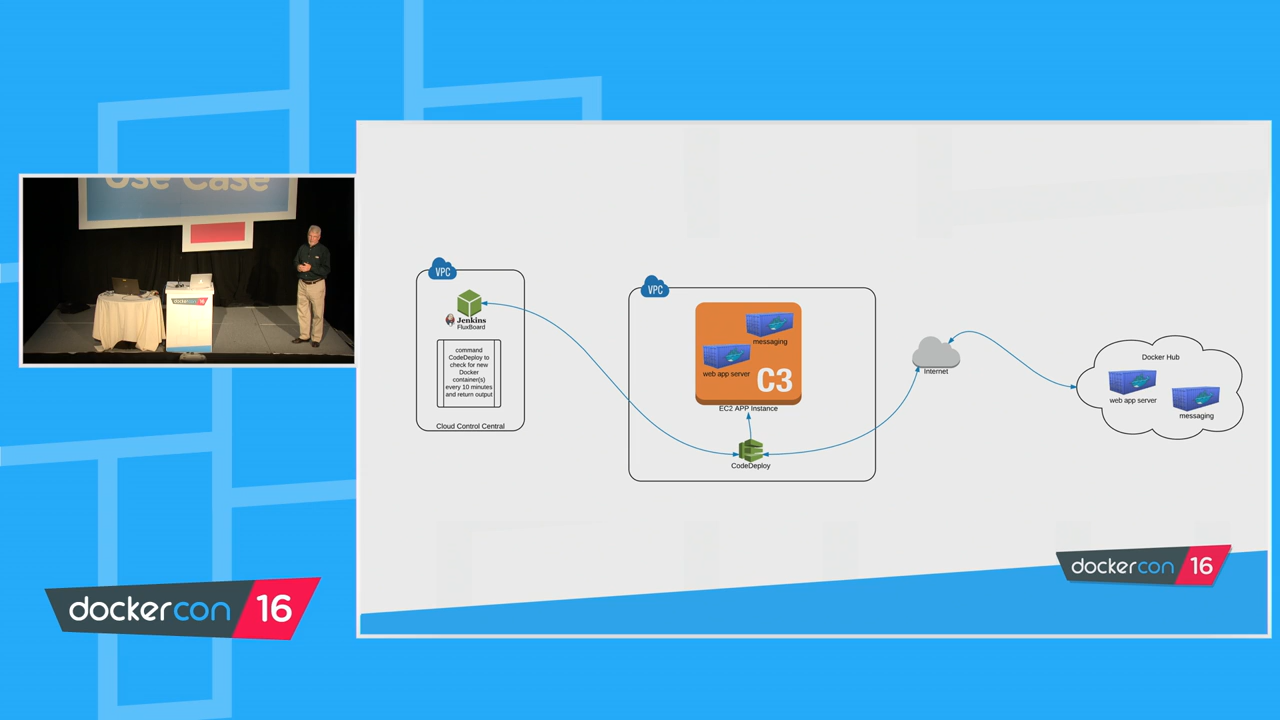 Use Case
dockercon 16
dockercon 16
VPC
Jenkins
FluxBoard
command
CodeDeploy to
check for new
Docker
container(s)
every 10 minutes
and return output
Cloud Control Central
VPC
messaging
web app server
C3
EC2 APP Instance
CodeDeploy
Internet
Docker Hub
web app server
messaging
dockercon 16